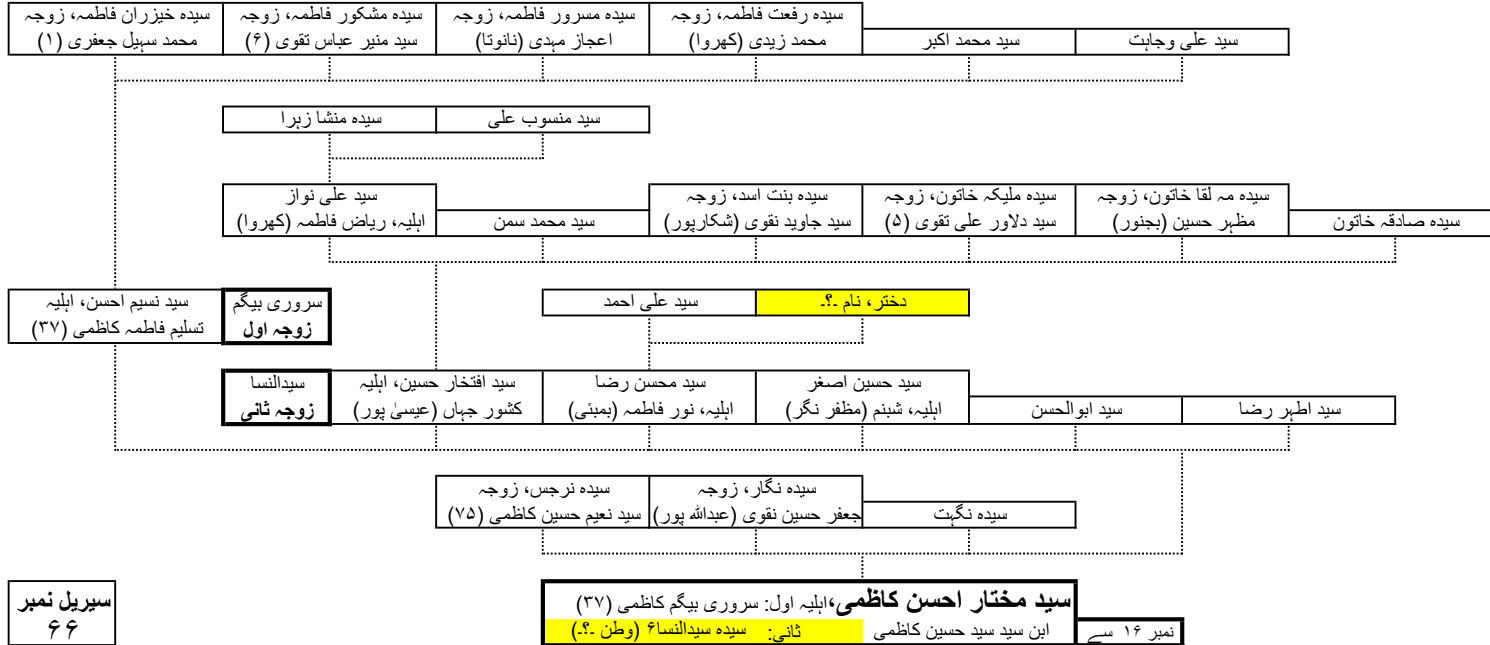 سیدہ خیزران فاطمہ، زوجہ
محمد سہیل جعفری (۱)
سیدہ مشکور فاطمہ، زوجہ
سید منیر عباس تقوی (۶)
سیدہ مسرور فاطمہ، زوجہ
اعجاز مہدی (نانوتا)
سیدہ رفعت فاطمہ، زوجہ
محمد زیدی (کھروا)
سید محمد اکبر
سید علی وجاہت
سیدہ منشا زہرا
سید منسوب علی
سید علی نواز
اہلیہ، ریاض فاطمہ (کھروا)
سید محمد سمن
سیدہ بنت اسد، زوجہ
سید جاوید نقوی (شکارپور)
سیدہ ملیکہ خاتون، زوجہ
سید دلاور علی تقوی (۵)
سیدہ مہ لقا خاتون، زوجہ
مظہر حسین (بجنور)
سیدہ صادقہ خاتون
سید نسیم احسن، اہلیہ
تسلیم فاطمہ کاظمی (۳۷)
سروری بیگم
زوجہ اول
سید علی احمد
دختر، نام ۔؟۔
سیدالنسا
زوجہ ثانی
سید افتخار حسین، اہلیہ
کشور جہاں (عیسیٰ پور)
سید محسن رضا
اہلیہ، نور فاطمہ (بمبئی)
سید حسین اصغر
اہلیہ، شبنم (مظفر نگر)
سید ابوالحسن
سید اطہر رضا
سیدہ نرجس، زوجہ
سید نعیم حسین کاظمی (۷۵)
سیدہ نگار، زوجہ
جعفر حسین نقوی (عبداللہ پور)
سیدہ نگہت
سیریل نمبر
۶۶
سید مختار احسن کاظمی، اہلیہ اول: سروری بیگم کاظمی (۳۷)
نمبر ۱۶ سے
ابن سید سید حسین کاظمی ثانی: سیدہ سیدالنسا۶ (وطن ۔؟۔)